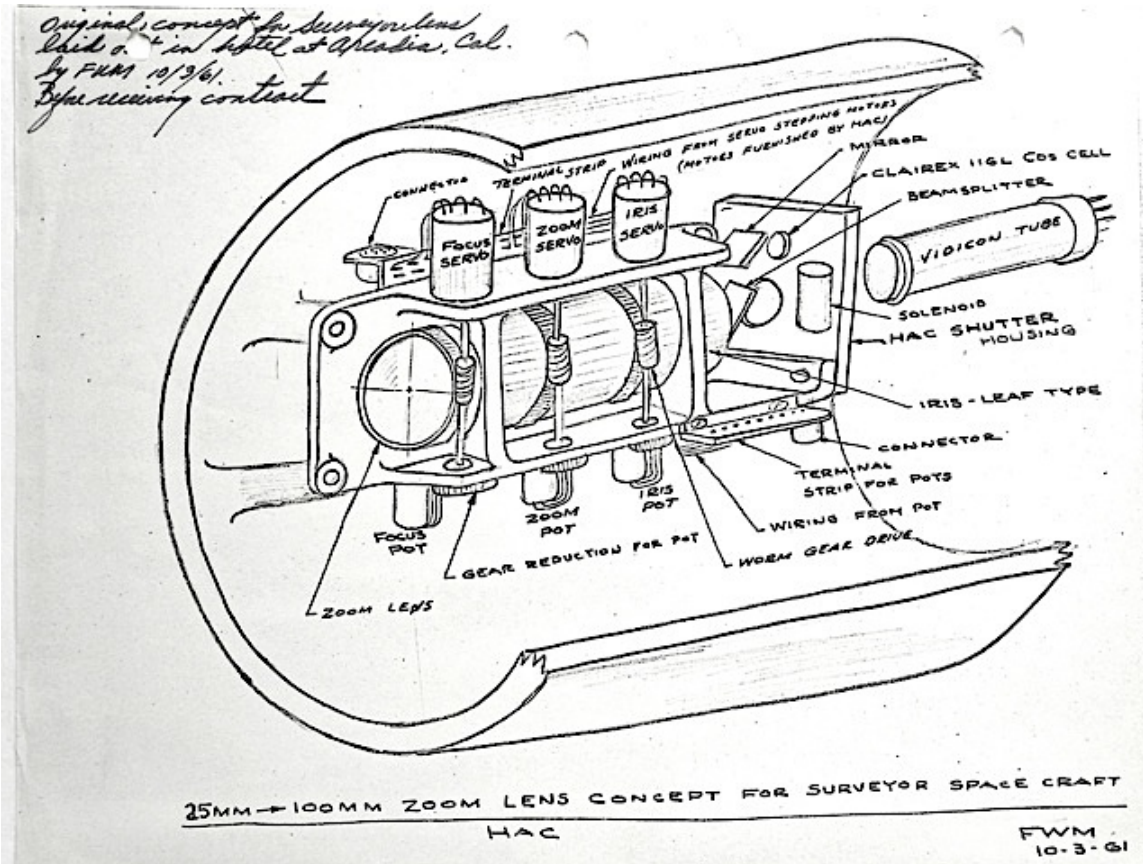 Original concept for Surveyor lens
laid out in hotel at Arcadia, Cal.
by FWM 10/3/61.
Before receiving contract
CONNECTOR
TERMINAL STRIP
WIRING FROM SERVO STEPPING MOTORS
(MOTORS FURNISHED BY HAC)
MIRROR
CLAIREX 11GL CDS CELL
BEAMSPLITTER
FOCUS
SERVO
ZOOM
SERVO
IRIS
SERVO
VIDICON TUBE
SOLENOID
HAC SHUTTER
HOUSING
IRIS-LEAF TYPE
CONNECTOR
TERMINAL
STRIP FOR POTS
WIRING FROM POT
WORM GEAR DRIVE
IRIS
POT
ZOOM
POT
FOCUS
POT
GEAR REDUCTION FOR POT
ZOOM LENS
25MM → 100MM ZOOM LENS CONCEPT FOR SURVEYOR SPACE CRAFT
HAC
FWM
10-3-61